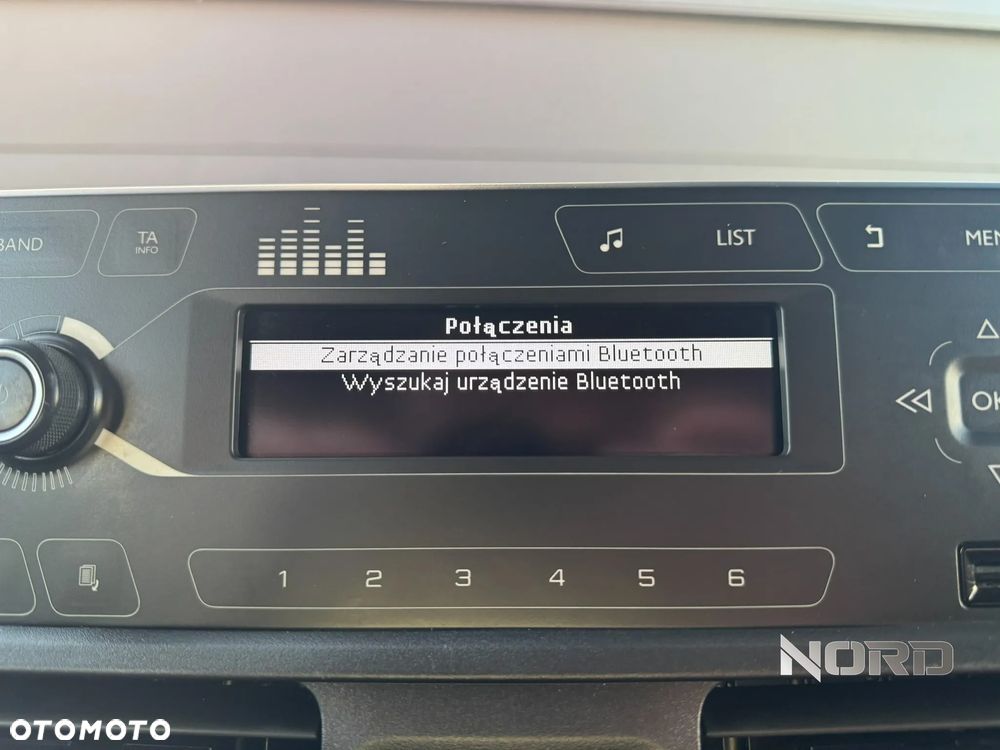 BAND
TA
INFO
LIST
MEN
Połączenia
Zarządzanie połączeniami Bluetooth
Wyszukaj urządzenie Bluetooth
OK
1 2 3 4 5 6
NORD
OTOMOTO